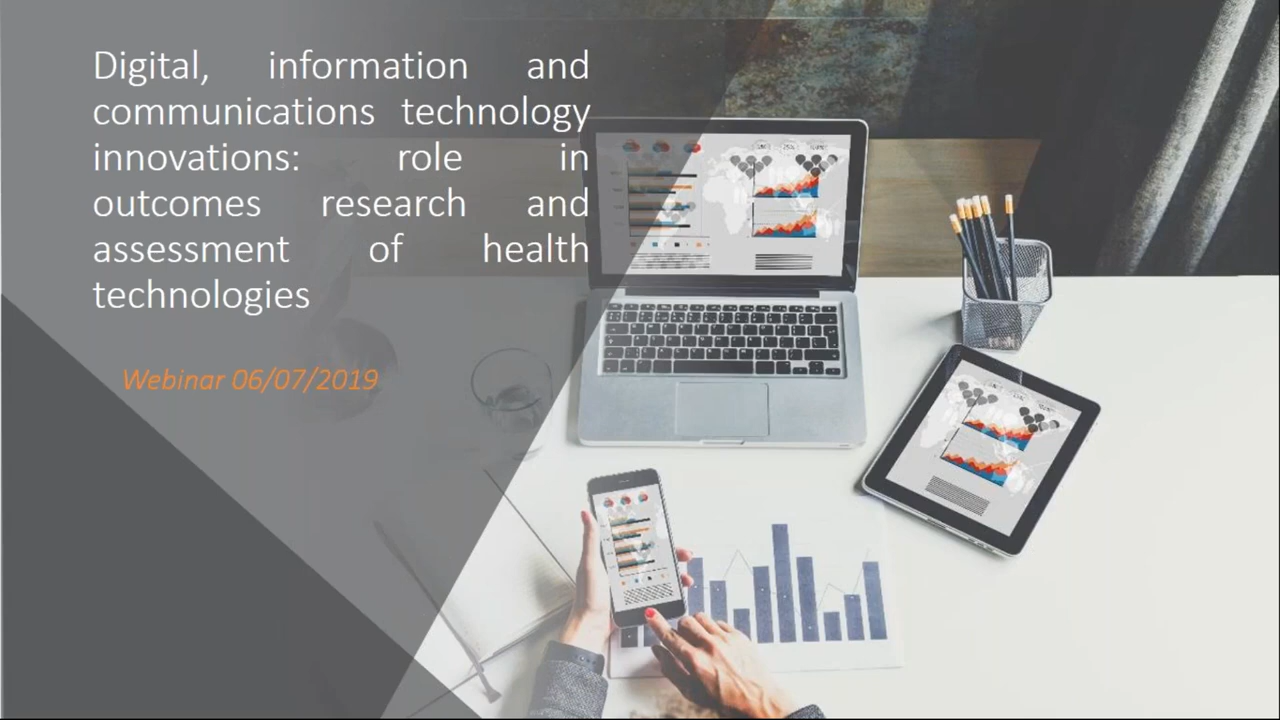 Digital, information and
communications technology
innovations: role in
outcomes research and
assessment of health
technologies
Webinar 06/07/2019